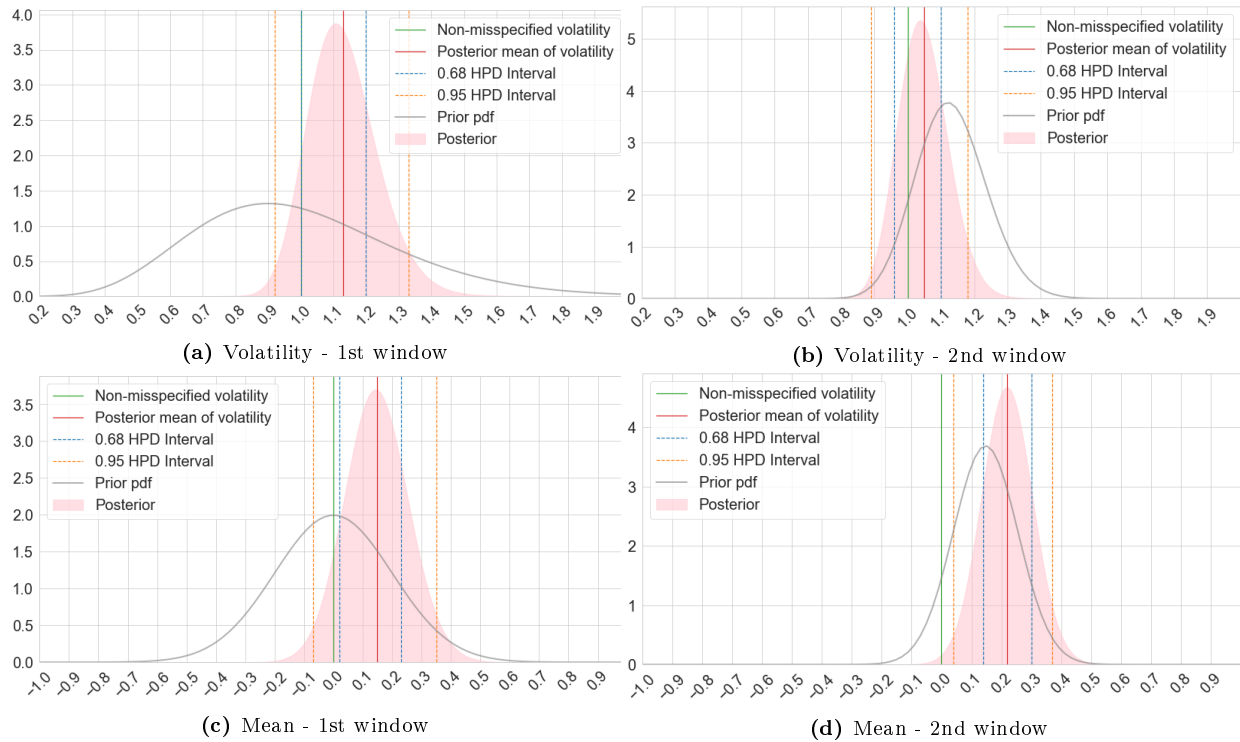 4.0
3.5
3.0
2.5
2.0
1.5
1.0
0.5
0.0
Non-misspecified volatility
Posterior mean of volatility
0.68 HPD Interval
0.95 HPD Interval
Prior pdf
Posterior
0.2 0.3 0.4 0.5 0.6 0.7 0.8 0.9 1.0 1.1 1.2 1.3 1.4 1.5 1.6 1.7 1.8 1.9
(a) Volatility - 1st window
5
4
3
2
1
0
Non-misspecified volatility
Posterior mean of volatility
0.68 HPD Interval
0.95 HPD Interval
Prior pdf
Posterior
0.2 0.3 0.4 0.5 0.6 0.7 0.8 0.9 1.0 1.1 1.2 1.3 1.4 1.5 1.6 1.7 1.8 1.9
(b) Volatility - 2nd window
3.5
3.0
2.5
2.0
1.5
1.0
0.5
0.0
Non-misspecified volatility
Posterior mean of volatility
0.68 HPD Interval
0.95 HPD Interval
Prior pdf
Posterior
−1.0 −0.9 −0.8 −0.7 −0.6 −0.5 −0.4 −0.3 −0.2 −0.1 0.0 0.1 0.2 0.3 0.4 0.5 0.6 0.7 0.8 0.9
(c) Mean - 1st window
4
3
2
1
0
Non-misspecified volatility
Posterior mean of volatility
0.68 HPD Interval
0.95 HPD Interval
Prior pdf
Posterior
−1.0 −0.9 −0.8 −0.7 −0.6 −0.5 −0.4 −0.3 −0.2 −0.1 0.0 0.1 0.2 0.3 0.4 0.5 0.6 0.7 0.8 0.9
(d) Mean - 2nd window